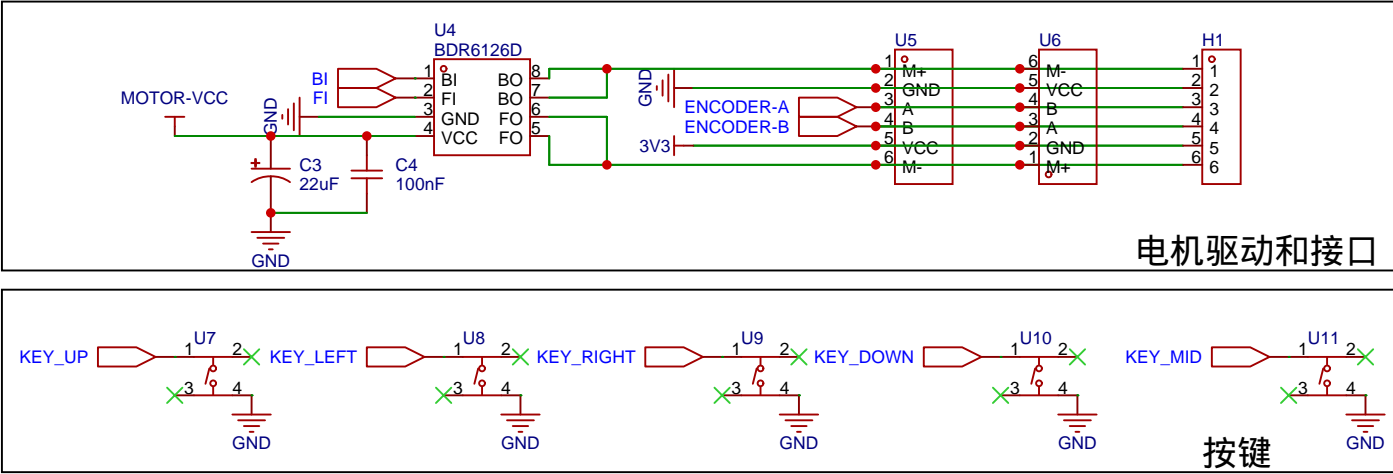 U4
BDR6126D
BI
FI
MOTOR-VCC
GND
1 BI BO 8
2 FI BO 7
3 GND FO 6
4 VCC FO 5
C3
22uF
C4
100nF
GND
GND
ENCODER-A
ENCODER-B
3V3
U5
1 M+
2 GND
3 A
4 B
5 VCC
6 M-
U6
6 M-
5 VCC
4 B
3 A
2 GND
1 M+
H1
1 1
2 2
3 3
4 4
5 5
6 6
电机驱动和接口
KEY_UP
U7
1 2
3 4
GND
KEY_LEFT
U8
1 2
3 4
GND
KEY_RIGHT
U9
1 2
3 4
GND
KEY_DOWN
U10
1 2
3 4
GND
KEY_MID
U11
1 2
3 4
GND
按键